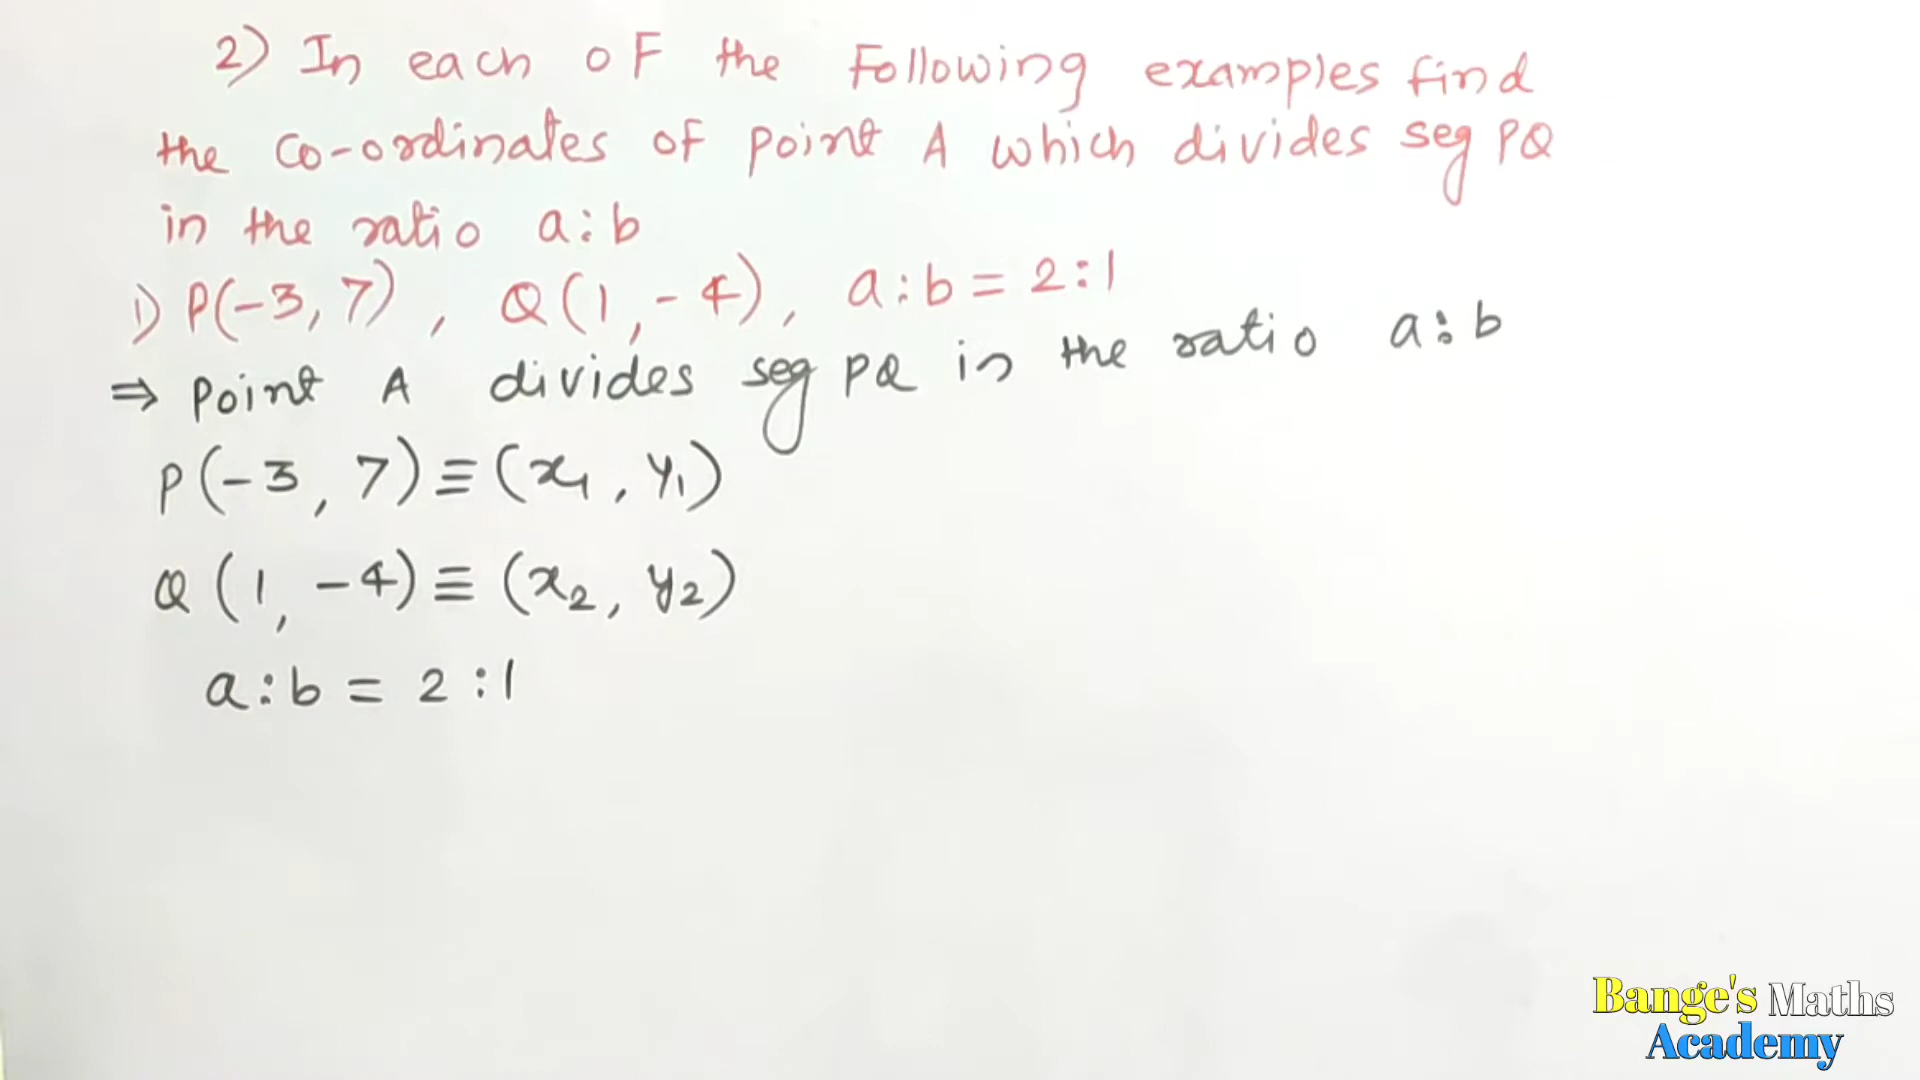 2) In each of the Following examples find
the co-ordinates of point A which divides seg PQ
in the ratio a:b
1) P(-3, 7), Q(1, -4), a:b = 2:1
⇒ Point A divides seg PQ in the ratio a:b
P(-3, 7) ≡ (x1, y1)
Q(1, -4) ≡ (x2, y2)
a:b = 2:1
Bange's Maths
Academy